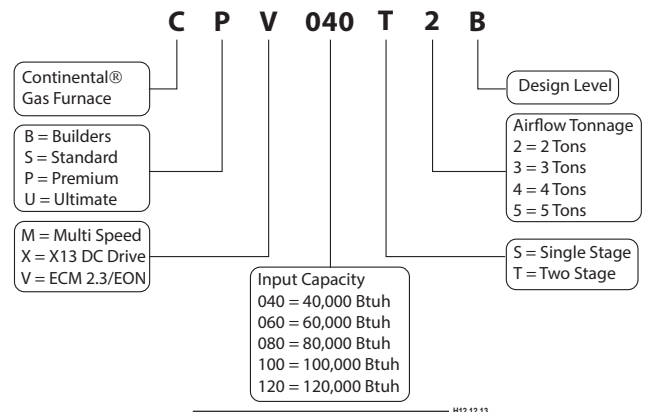 C P V 040 T 2 B
Continental®
Gas Furnace
B = Builders
S = Standard
P = Premium
U = Ultimate
M = Multi Speed
X = X13 DC Drive
V = ECM 2.3/EON
Input Capacity
040 = 40,000 Btuh
060 = 60,000 Btuh
080 = 80,000 Btuh
100 = 100,000 Btuh
120 = 120,000 Btuh
Design Level
Airflow Tonnage
2 = 2 Tons
3 = 3 Tons
4 = 4 Tons
5 = 5 Tons
S = Single Stage
T = Two Stage